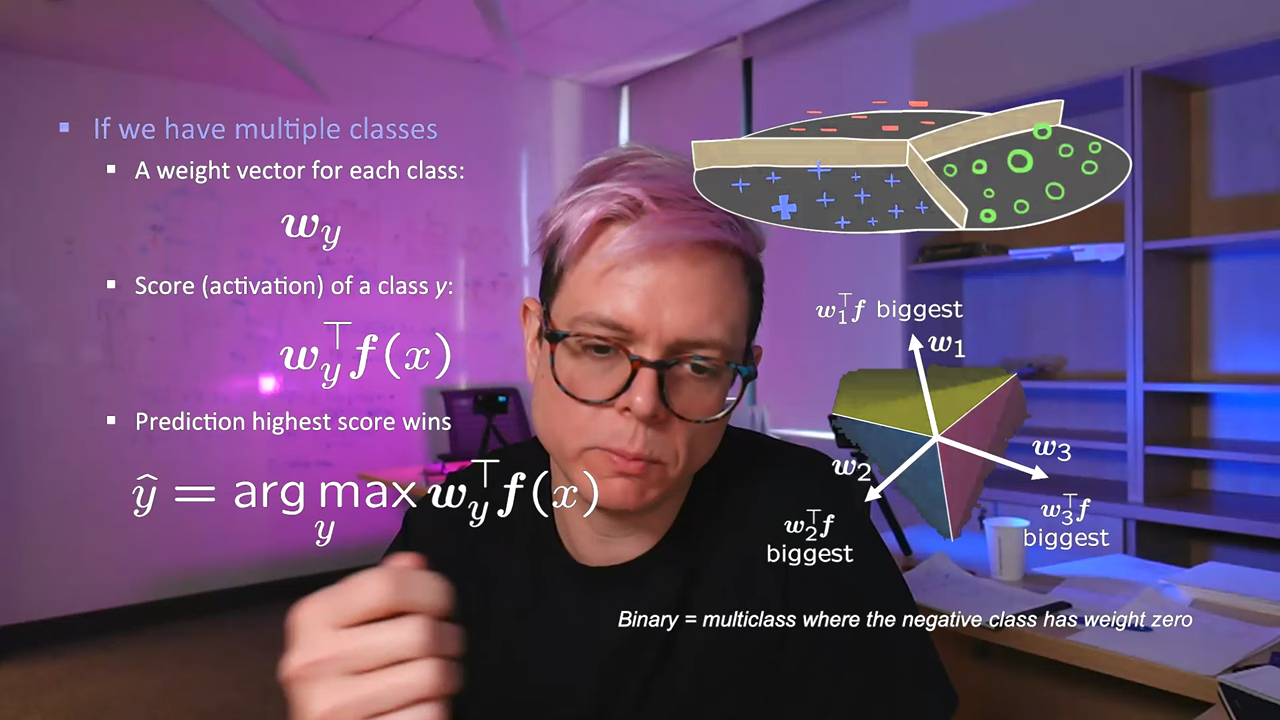 If we have multiple classes
A weight vector for each class:
w_y
Score (activation) of a class y:
w_y^⊤ f(x)
Prediction highest score wins
ŷ = arg max_y w_y^⊤ f(x)
w_1^⊤ f biggest
w_1
w_2
w_3
w_2^⊤ f
biggest
w_3^⊤ f
biggest
Binary = multiclass where the negative class has weight zero